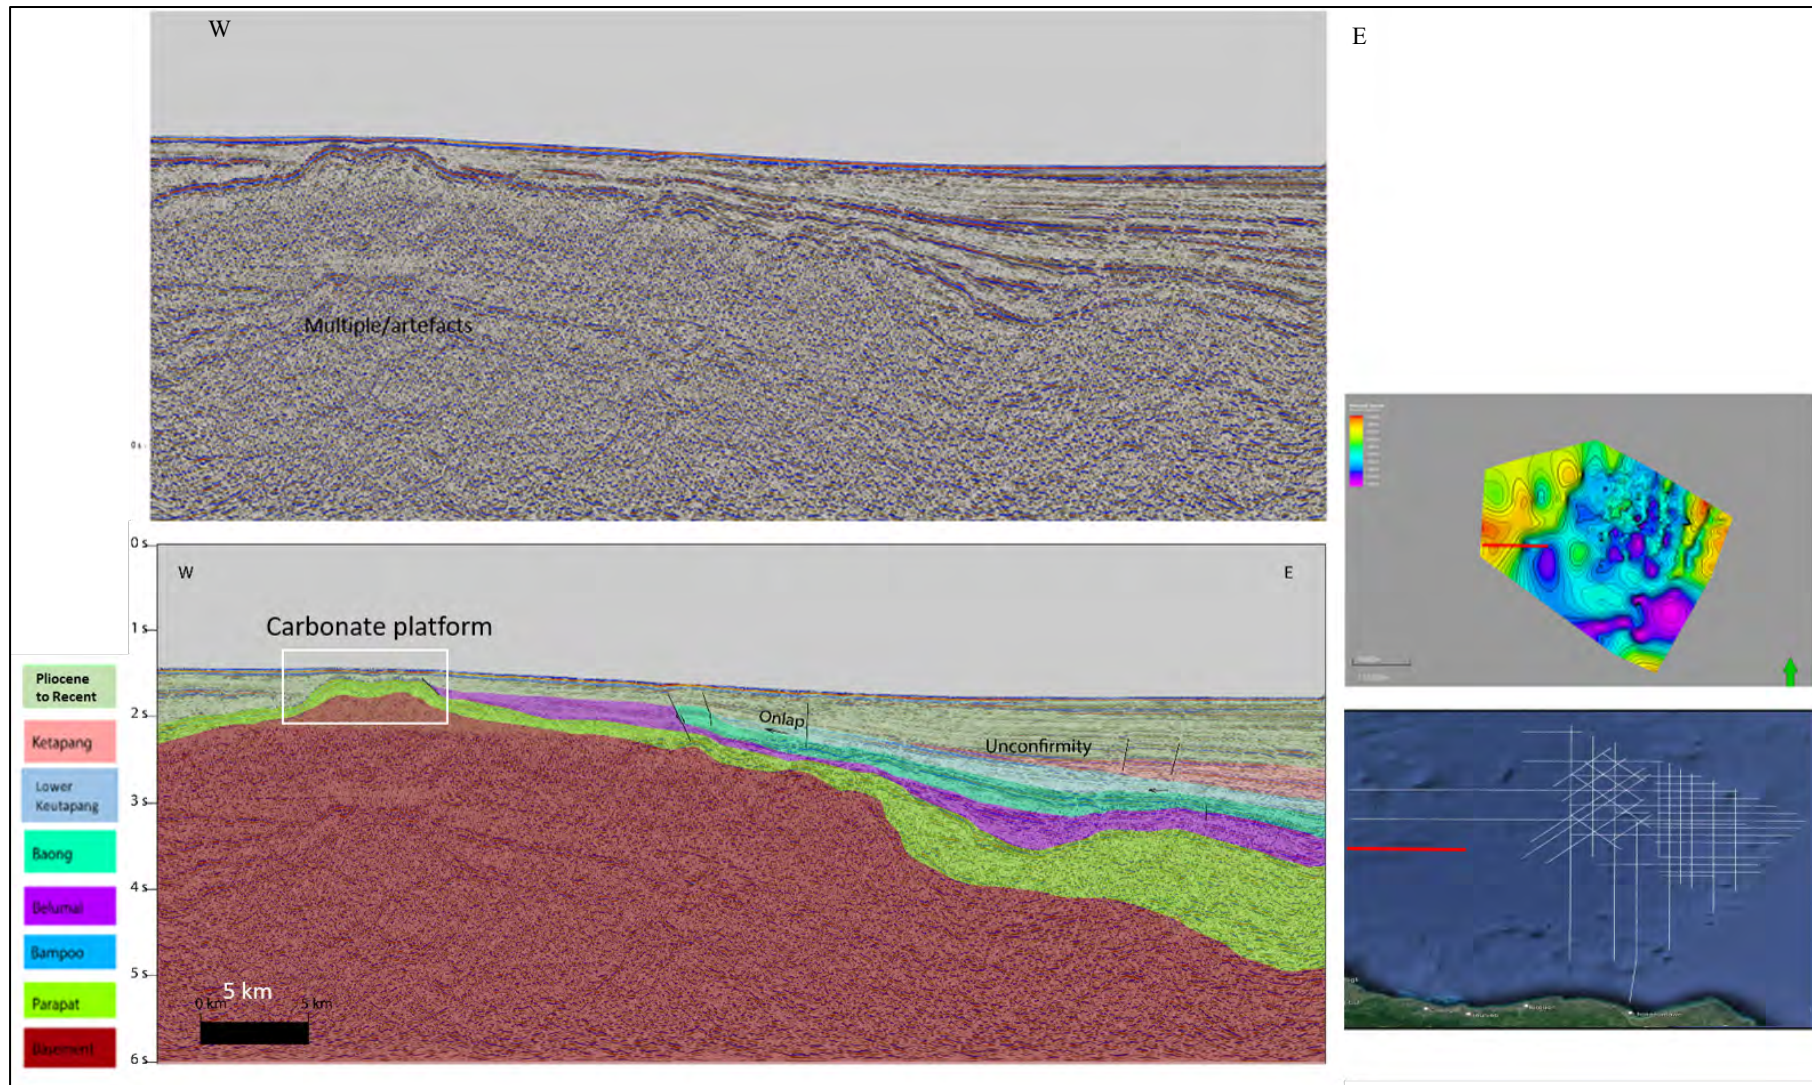 W
E
Multiple/artefacts
0 s
0 s
1 s
2 s
3 s
4 s
5 s
6 s
W
E
Carbonate platform
Onlap
Unconfirmity
5 km
0 km
5 km
Pliocene
to Recent
Ketapang
Lower
Keutapang
Baong
Belumai
Bampoo
Parapat
Basement